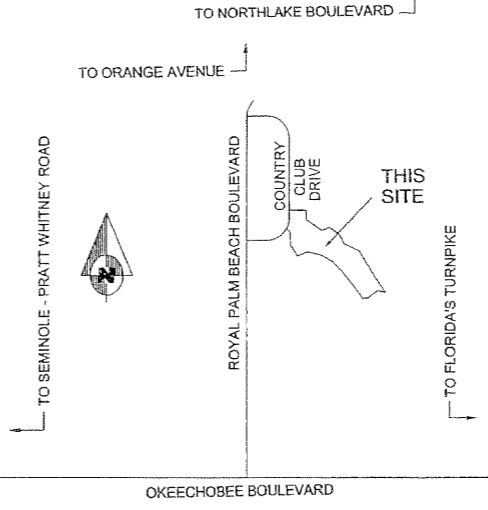 TO NORTHLAKE BOULEVARD
TO ORANGE AVENUE
TO SEMINOLE - PRATT WHITNEY ROAD
ROYAL PALM BEACH BOULEVARD
COUNTRY
CLUB
DRIVE
THIS
SITE
TO FLORIDA'S TURNPIKE
OKEECHOBEE BOULEVARD